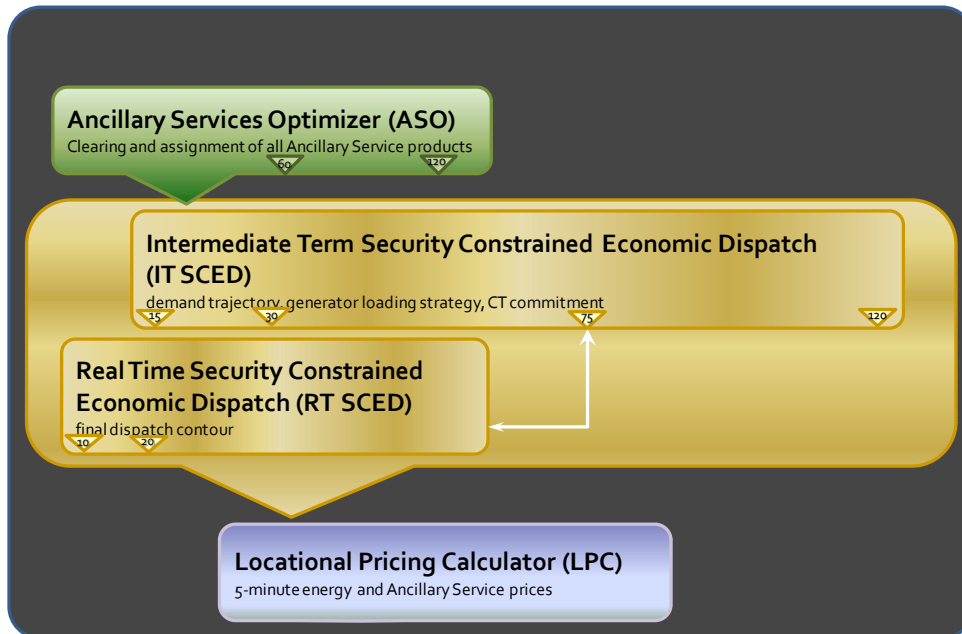 Ancillary Services Optimizer (ASO)
Clearing and assignment of all Ancillary Service products
60 120
Intermediate Term Security Constrained Economic Dispatch
(IT SCED)
demand trajectory, generator loading strategy, CT commitment
15 30 75 120
Real Time Security Constrained
Economic Dispatch (RT SCED)
final dispatch contour
10 20
Locational Pricing Calculator (LPC)
5-minute energy and Ancillary Service prices